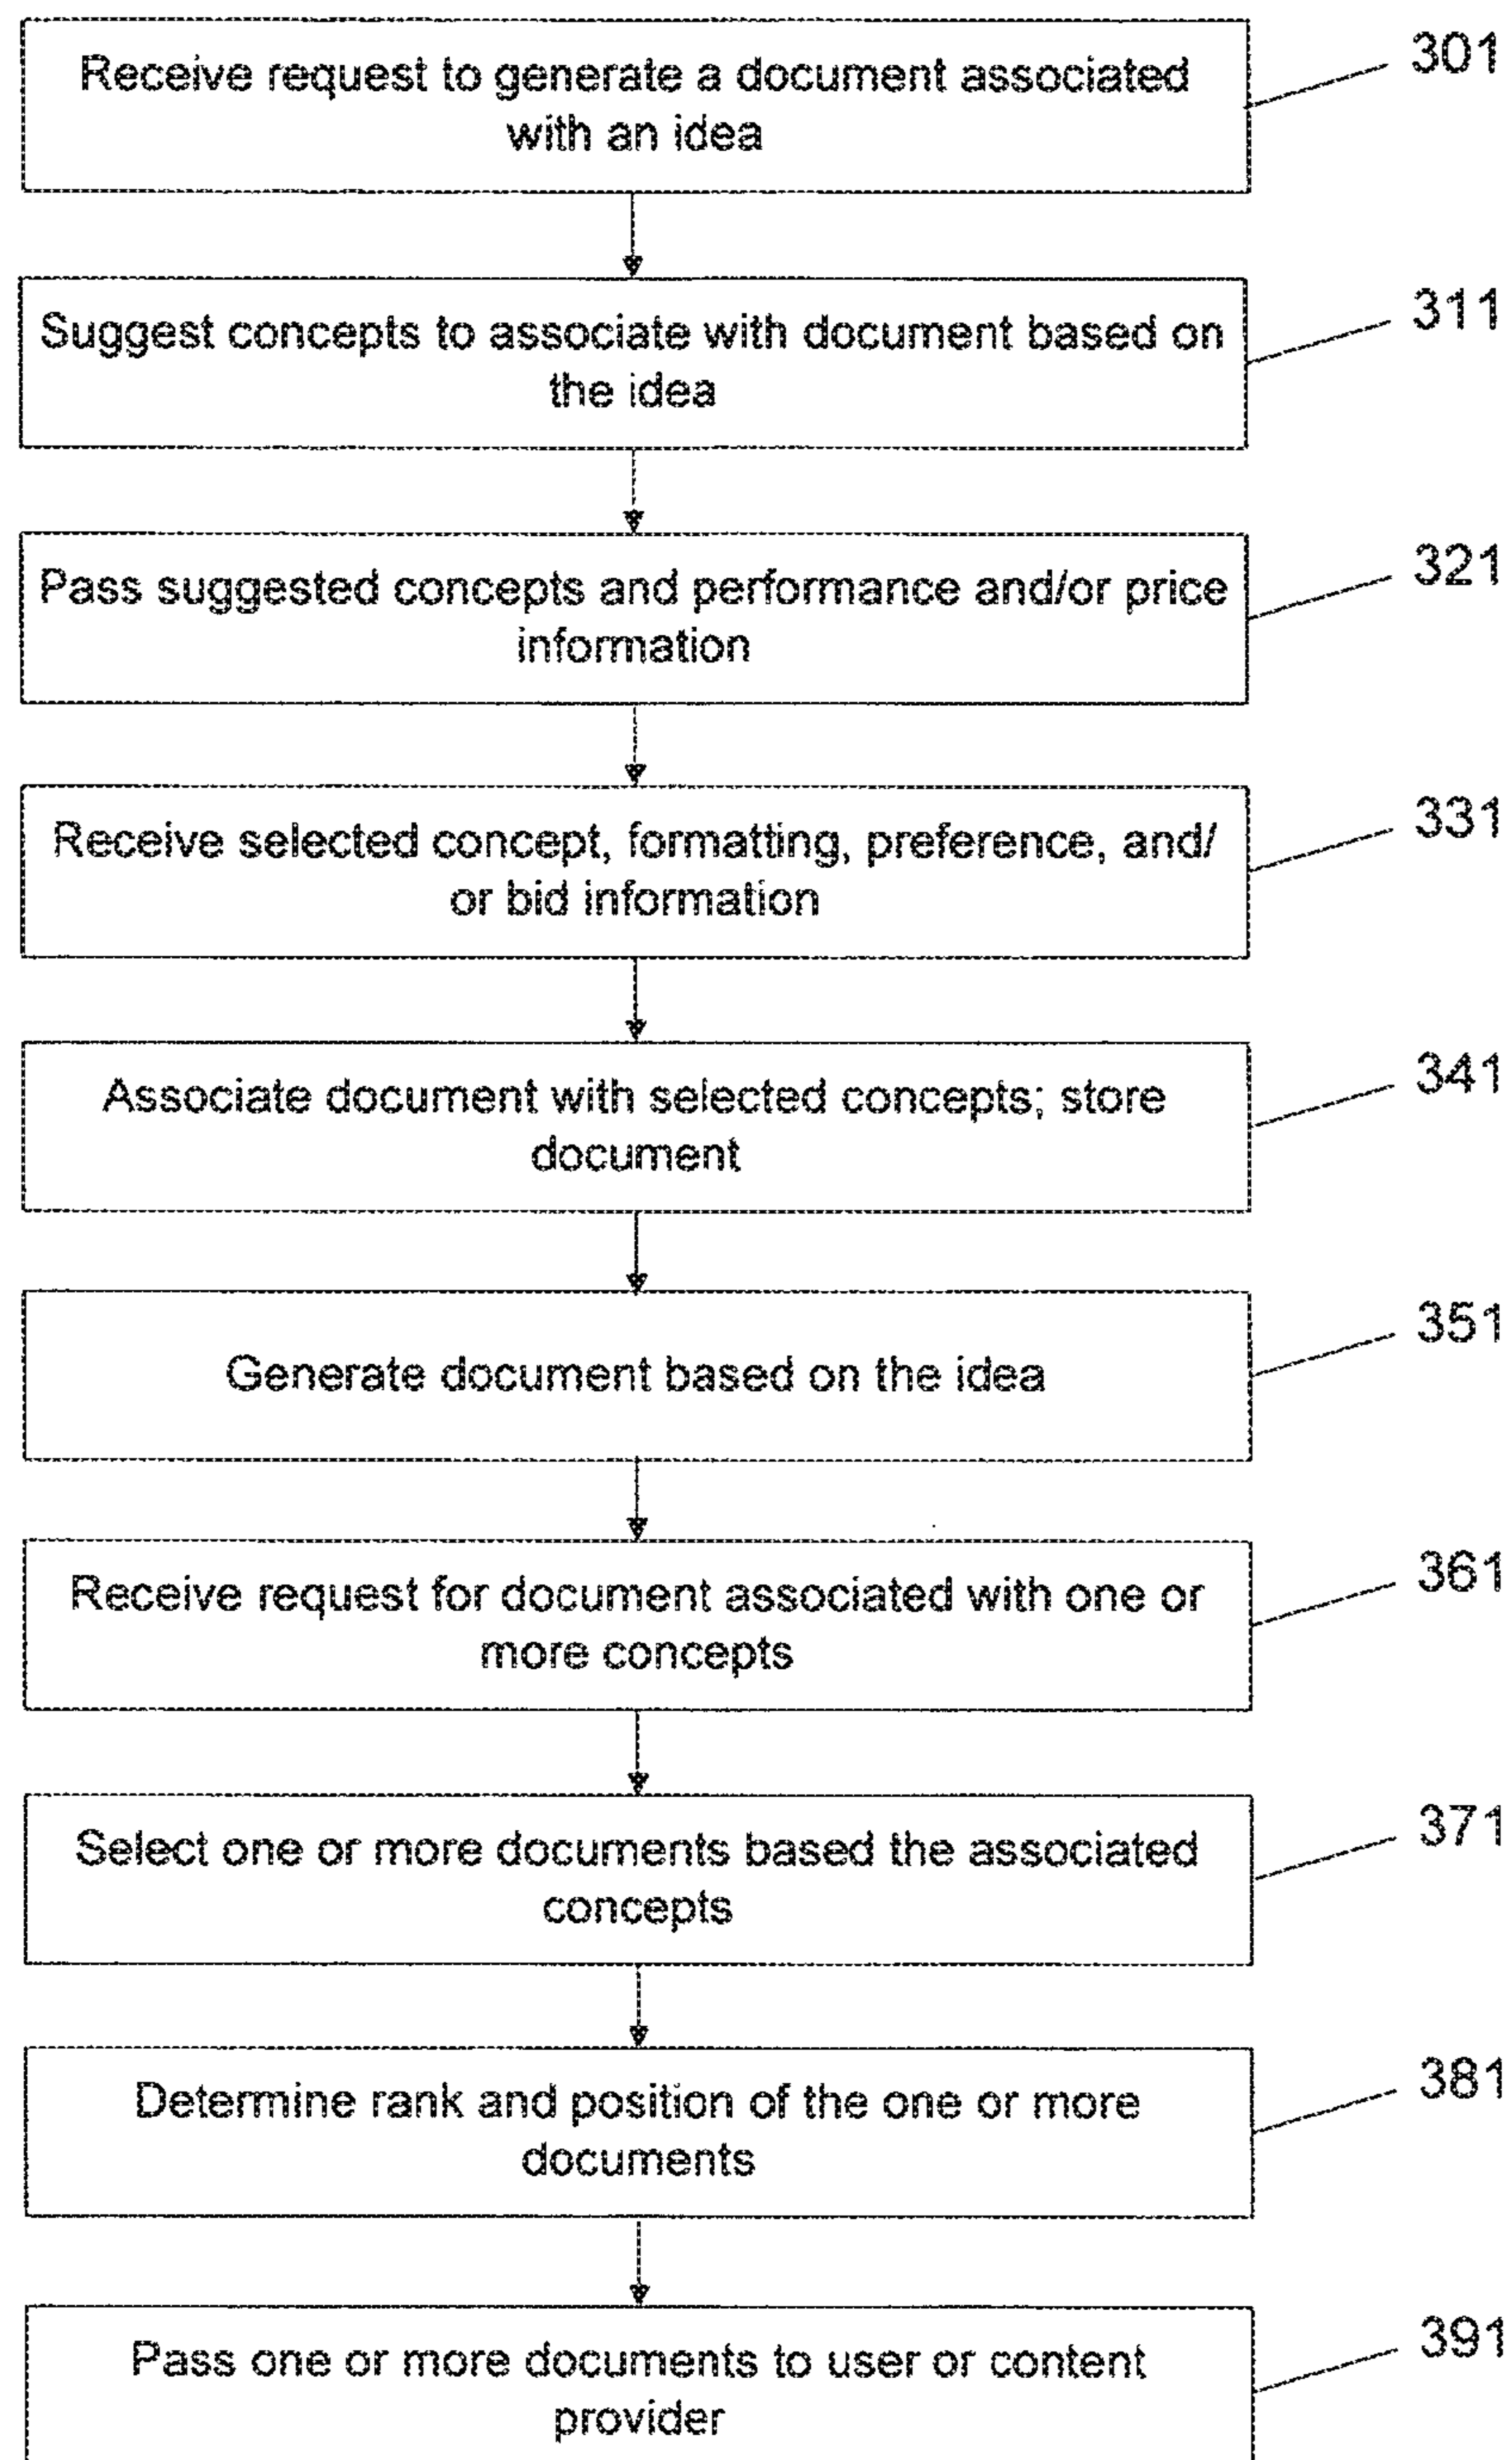 Receive request to generate a document associated
with an idea
301
Suggest concepts to associate with document based on
the idea
311
Pass suggested concepts and performance and/or price
information
321
Receive selected concept, formatting, preference, and/
or bid information
331
Associate document with selected concepts; store
document
341
Generate document based on the idea
351
Receive request for document associated with one or
more concepts
361
Select one or more documents based the associated
concepts
371
Determine rank and position of the one or more
documents
381
Pass one or more documents to user or content
provider
391